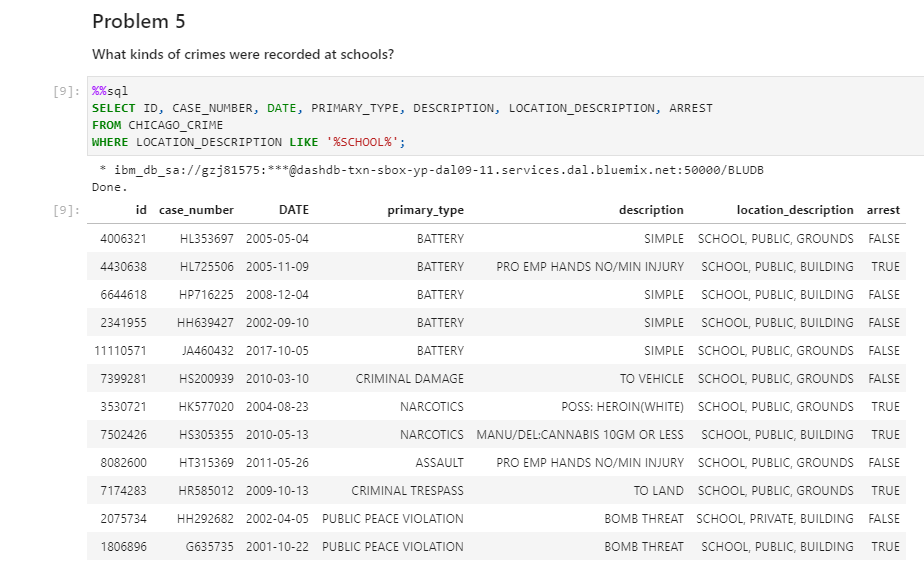 Problem 5
What kinds of crimes were recorded at schools?
[9]: %%sql
SELECT ID, CASE_NUMBER, DATE, PRIMARY_TYPE, DESCRIPTION, LOCATION_DESCRIPTION, ARREST
FROM CHICAGO_CRIME
WHERE LOCATION_DESCRIPTION LIKE '%SCHOOL%';
* ibm_db_sa://gzj81575:***@dashdb-txn-sbox-yp-dal09-11.services.dal.bluemix.net:50000/BLUDB
Done.
[9]: id case_number DATE primary_type description location_description arrest
4006321 HL353697 2005-05-04 BATTERY SIMPLE SCHOOL, PUBLIC, GROUNDS FALSE
4430638 HL725506 2005-11-09 BATTERY PRO EMP HANDS NO/MIN INJURY SCHOOL, PUBLIC, BUILDING TRUE
6644618 HP716225 2008-12-04 BATTERY SIMPLE SCHOOL, PUBLIC, BUILDING FALSE
2341955 HH639427 2002-09-10 BATTERY SIMPLE SCHOOL, PUBLIC, BUILDING FALSE
11110571 JA460432 2017-10-05 BATTERY SIMPLE SCHOOL, PUBLIC, GROUNDS FALSE
7399281 HS200939 2010-03-10 CRIMINAL DAMAGE TO VEHICLE SCHOOL, PUBLIC, GROUNDS FALSE
3530721 HK577020 2004-08-23 NARCOTICS POSS: HEROIN(WHITE) SCHOOL, PUBLIC, GROUNDS TRUE
7502426 HS305355 2010-05-13 NARCOTICS MANU/DEL:CANNABIS 10GM OR LESS SCHOOL, PUBLIC, BUILDING TRUE
8082600 HT315369 2011-05-26 ASSAULT PRO EMP HANDS NO/MIN INJURY SCHOOL, PUBLIC, GROUNDS FALSE
7174283 HR585012 2009-10-13 CRIMINAL TRESPASS TO LAND SCHOOL, PUBLIC, GROUNDS TRUE
2075734 HH292682 2002-04-05 PUBLIC PEACE VIOLATION BOMB THREAT SCHOOL, PRIVATE, BUILDING FALSE
1806896 G635735 2001-10-22 PUBLIC PEACE VIOLATION BOMB THREAT SCHOOL, PUBLIC, BUILDING TRUE